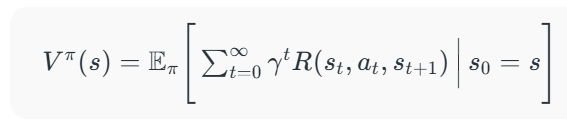 V^π(s) = 𝔼_π [ ∑_{t=0}^{∞} γ^t R(s_t, a_t, s_{t+1}) | s_0 = s ]